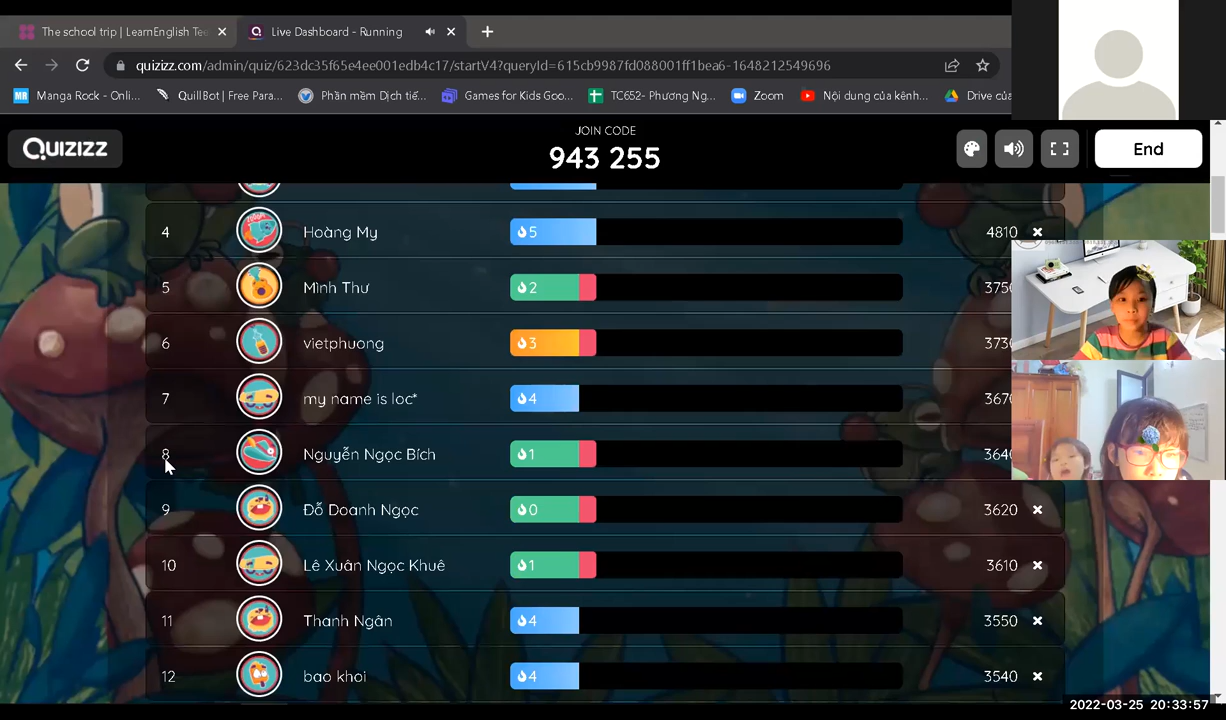 The school trip | LearnEnglish Tee
Live Dashboard - Running
quizizz.com/admin/quiz/623dc35f65e4ee001edb4c17/startV4?queryId=615cb9987fd088001ff1bea6-1648212549696
MR Manga Rock - Onli...
QuillBot | Free Para...
Phần mềm Dịch tiế...
Games for Kids Goo...
TC652- Phương Ng...
Zoom
Nội dung của kênh...
Drive của
QUIZIZZ
JOIN CODE
943 255
End
4 Hoàng My 5 4810
5 Minh Thư 2 3750
6 vietphuong 3 3730
7 my name is loc* 4 3670
8 Nguyễn Ngọc Bích 1 3640
9 Đỗ Doanh Ngọc 0 3620
10 Lê Xuân Ngọc Khuê 1 3610
11 Thanh Ngân 4 3550
12 bao khoi 4 3540
2022-03-25 20:33:57